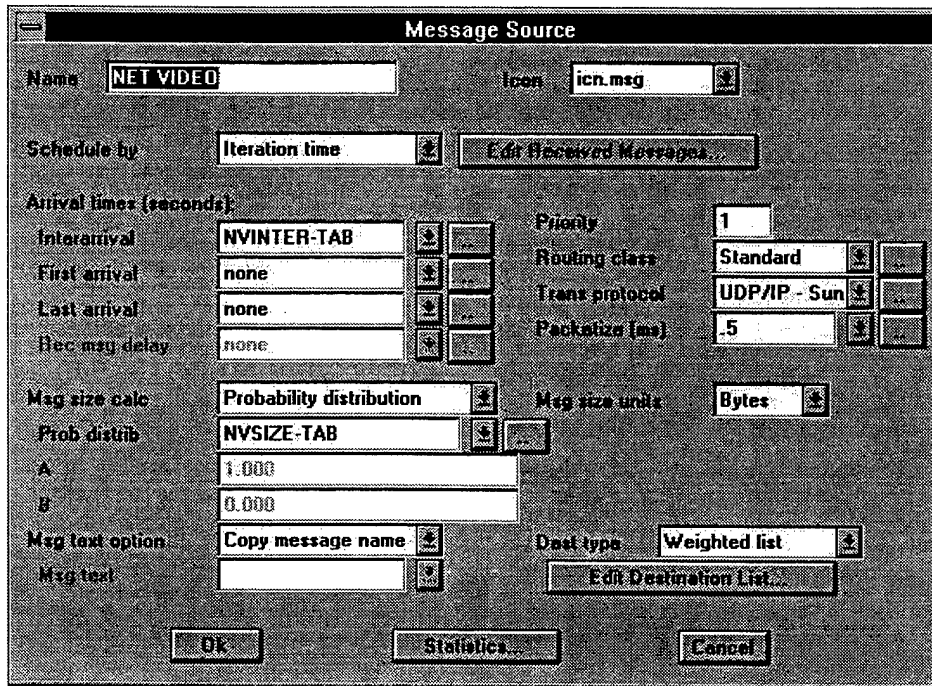 Message Source
Name NET VIDEO Icon icn.msg
Schedule by Iteration time Edit Received Messages...
Arrival times (seconds):
Priority 1
Interarrival NVINTER-TAB ..
Routing class Standard ..
First arrival none ..
Trans protocol UDP/IP - Sun ..
Last arrival none ..
Packetize (ms) .5 ..
Rec msg delay none ..
Msg size calc Probability distribution Msg size units Bytes
Prob distrib NVSIZE-TAB ..
A 1.000
B 0.000
Msg text option Copy message name Dest type Weighted list
Msg text Edit Destination List...
Ok Statistics... Cancel